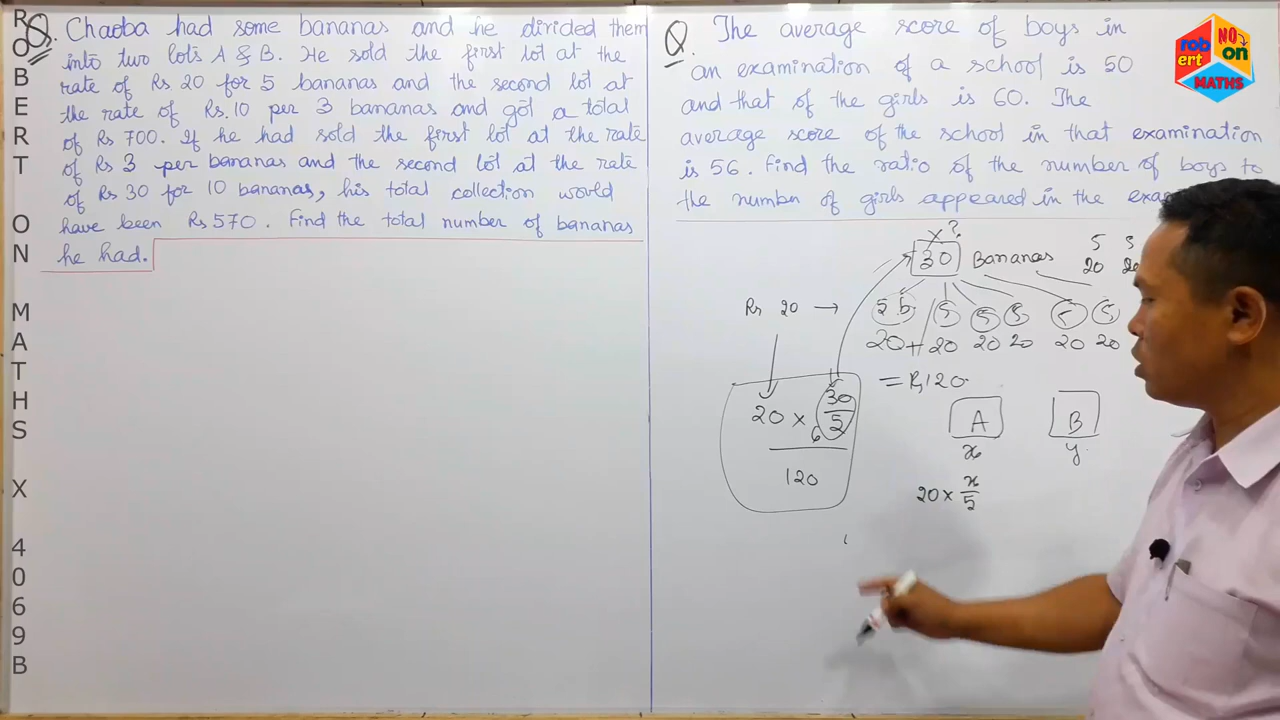 ROBERT ON MATHS X 4069B
Q. Chaoba had some bananas and he divided them
into two lots A & B. He sold the first lot at the
rate of Rs 20 for 5 bananas and the second lot at
the rate of Rs. 10 per 3 bananas and got a total
of Rs 700. If he had sold the first lot at the rate
of Rs 3 per bananas and the second lot at the rate
of Rs 30 for 10 bananas, his total collection would
have been Rs 570. Find the total number of bananas
he had.
Q. The average score of boys in
an examination of a school is 50
and that of the girls is 60. The
average score of the school in that examination
is 56. Find the ratio of the number of boys to
the number of girls appeared in the
robert NO on
MATHS
x ?
30 Bananas
5
20
Rs 20 →
5 5 5 5 5
20 + 20 20 20 20 20
= Rs 120
20 × 30/5
6
120
A B
x y
20 × x/5